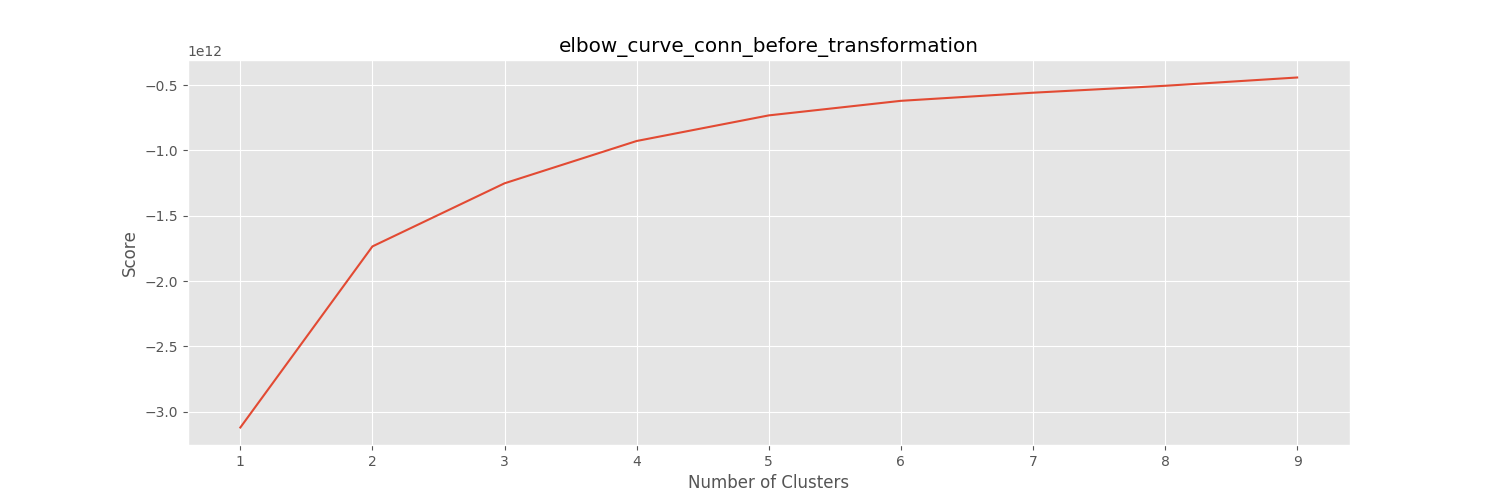 elbow_curve_conn_before_transformation
1e12
−0.5
−1.0
−1.5
−2.0
−2.5
−3.0
Score
1 2 3 4 5 6 7 8 9
Number of Clusters